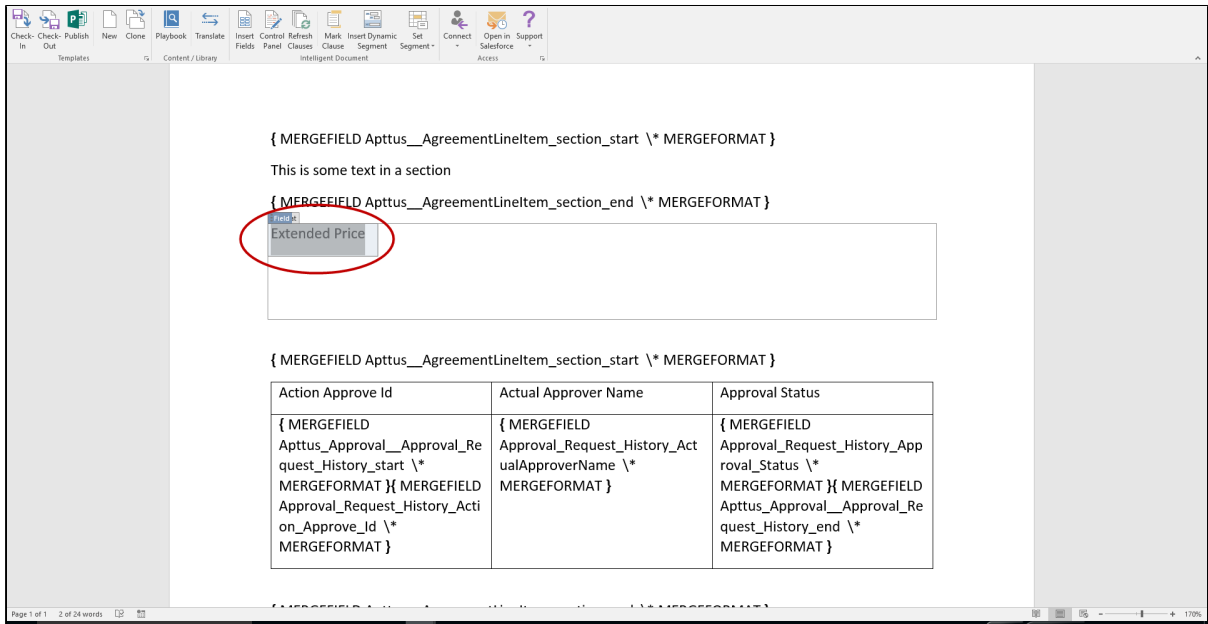 Check- Check- Publish New Clone Playbook Translate Insert Control Refresh Mark Insert Dynamic Set Connect Open in Support
In Out Fields Panel Clauses Clause Segment Segment Salesforce
Templates Content / Library Intelligent Document Access
{ MERGEFIELD Apttus__AgreementLineItem_section_start \* MERGEFORMAT }
This is some text in a section
{ MERGEFIELD Apttus__AgreementLineItem_section_end \* MERGEFORMAT }
Field
Extended Price
{ MERGEFIELD Apttus__AgreementLineItem_section_start \* MERGEFORMAT }
Action Approve Id Actual Approver Name Approval Status
{ MERGEFIELD
Apttus_Approval__Approval_Re
quest_History_start \*
MERGEFORMAT }{ MERGEFIELD
Approval_Request_History_Acti
on_Approve_Id \*
MERGEFORMAT }
{ MERGEFIELD
Approval_Request_History_Act
ualApproverName \*
MERGEFORMAT }
{ MERGEFIELD
Approval_Request_History_App
roval_Status \*
MERGEFORMAT }{ MERGEFIELD
Apttus_Approval__Approval_Re
quest_History_end \*
MERGEFORMAT }
Page 1 of 1 2 of 24 words 170%